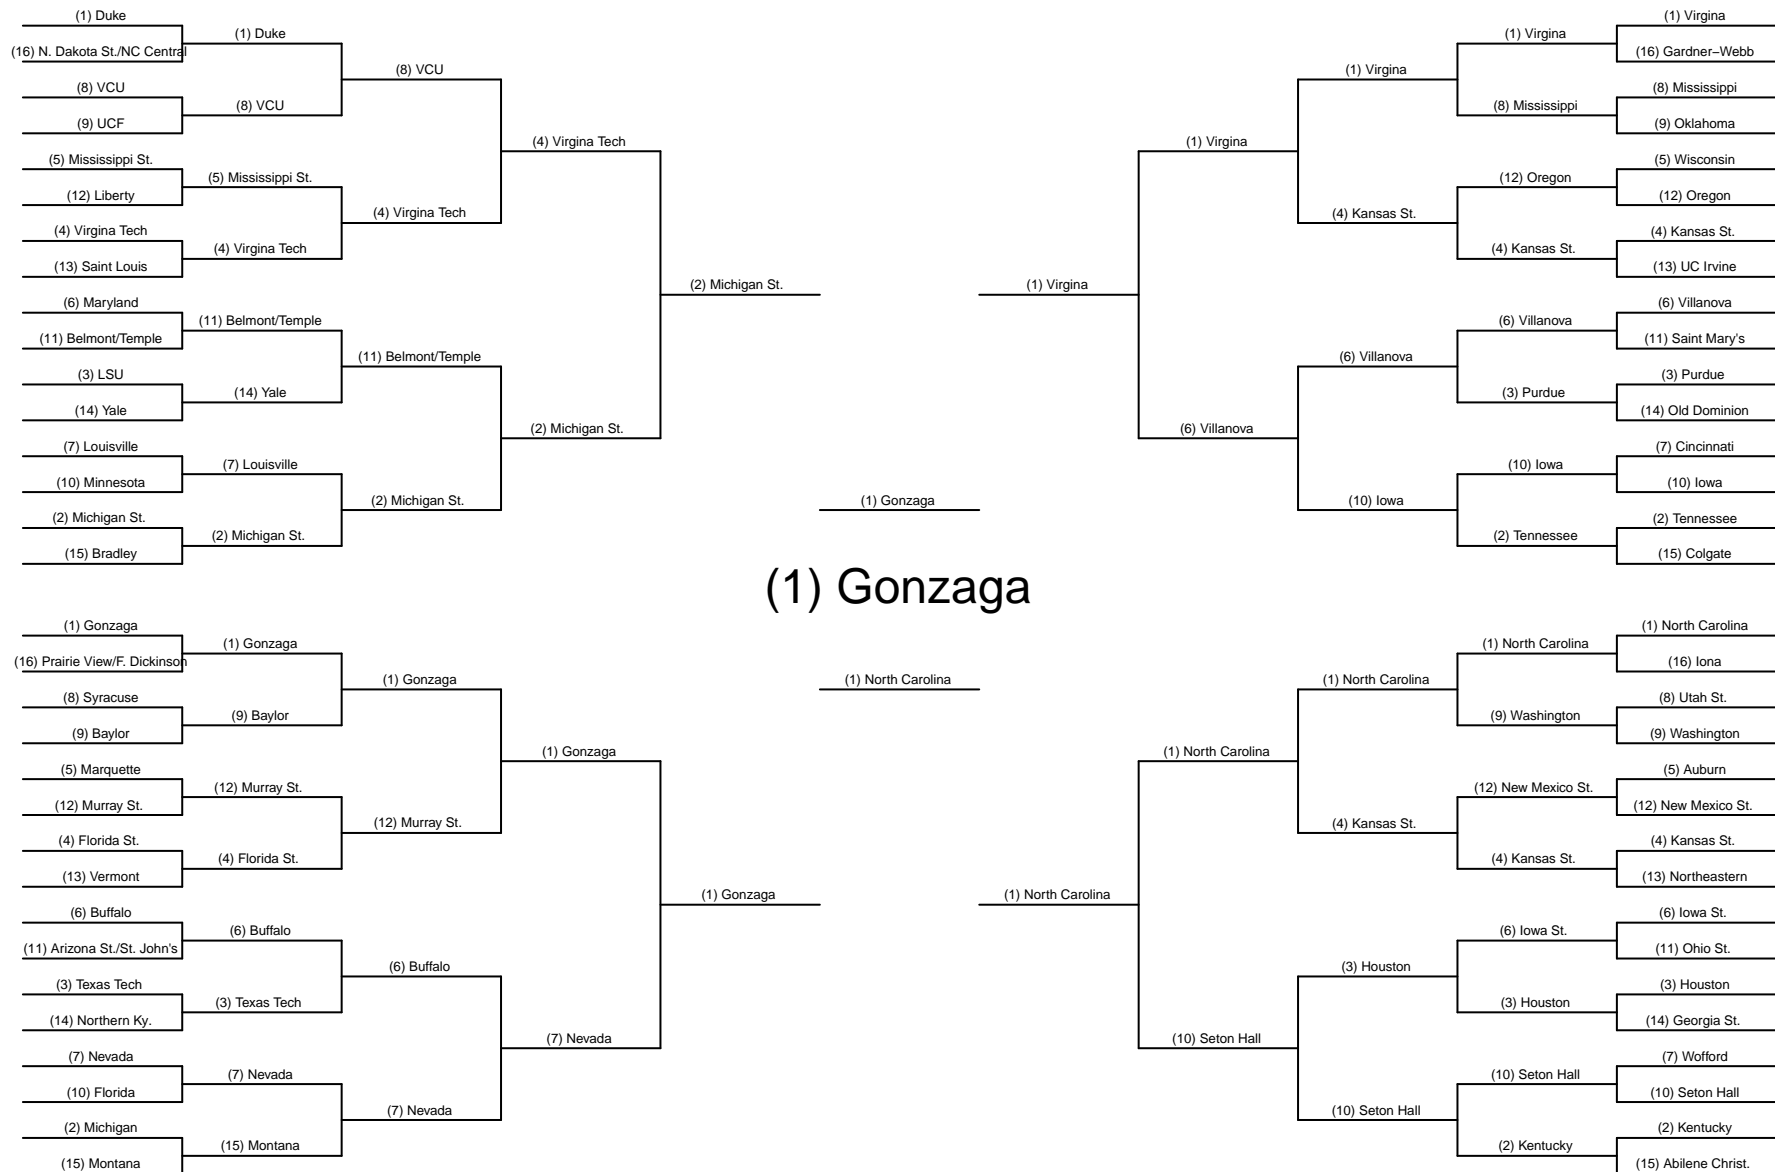 (1) Duke
(16) N. Dakota St./NC Central
(8) VCU
(9) UCF
(5) Mississippi St.
(12) Liberty
(4) Virgina Tech
(13) Saint Louis
(6) Maryland
(11) Belmont/Temple
(3) LSU
(14) Yale
(7) Louisville
(10) Minnesota
(2) Michigan St.
(15) Bradley
(1) Duke
(8) VCU
(5) Mississippi St.
(4) Virgina Tech
(11) Belmont/Temple
(14) Yale
(7) Louisville
(2) Michigan St.
(8) VCU
(4) Virgina Tech
(11) Belmont/Temple
(2) Michigan St.
(4) Virgina Tech
(2) Michigan St.
(2) Michigan St.
(1) Gonzaga
(1) Virgina
(1) Virgina
(6) Villanova
(1) Virgina
(4) Kansas St.
(6) Villanova
(10) Iowa
(1) Virgina
(8) Mississippi
(12) Oregon
(4) Kansas St.
(6) Villanova
(3) Purdue
(10) Iowa
(2) Tennessee
(1) Virgina
(16) Gardner–Webb
(8) Mississippi
(9) Oklahoma
(5) Wisconsin
(12) Oregon
(4) Kansas St.
(13) UC Irvine
(6) Villanova
(11) Saint Mary's
(3) Purdue
(14) Old Dominion
(7) Cincinnati
(10) Iowa
(2) Tennessee
(15) Colgate
(1) Gonzaga
(1) Gonzaga
(16) Prairie View/F. Dickinson
(8) Syracuse
(9) Baylor
(5) Marquette
(12) Murray St.
(4) Florida St.
(13) Vermont
(6) Buffalo
(11) Arizona St./St. John's
(3) Texas Tech
(14) Northern Ky.
(7) Nevada
(10) Florida
(2) Michigan
(15) Montana
(1) Gonzaga
(9) Baylor
(12) Murray St.
(4) Florida St.
(6) Buffalo
(3) Texas Tech
(7) Nevada
(15) Montana
(1) Gonzaga
(12) Murray St.
(6) Buffalo
(7) Nevada
(1) Gonzaga
(7) Nevada
(1) Gonzaga
(1) North Carolina
(1) North Carolina
(1) North Carolina
(10) Seton Hall
(1) North Carolina
(4) Kansas St.
(3) Houston
(10) Seton Hall
(1) North Carolina
(9) Washington
(12) New Mexico St.
(4) Kansas St.
(6) Iowa St.
(3) Houston
(10) Seton Hall
(2) Kentucky
(1) North Carolina
(16) Iona
(8) Utah St.
(9) Washington
(5) Auburn
(12) New Mexico St.
(4) Kansas St.
(13) Northeastern
(6) Iowa St.
(11) Ohio St.
(3) Houston
(14) Georgia St.
(7) Wofford
(10) Seton Hall
(2) Kentucky
(15) Abilene Christ.